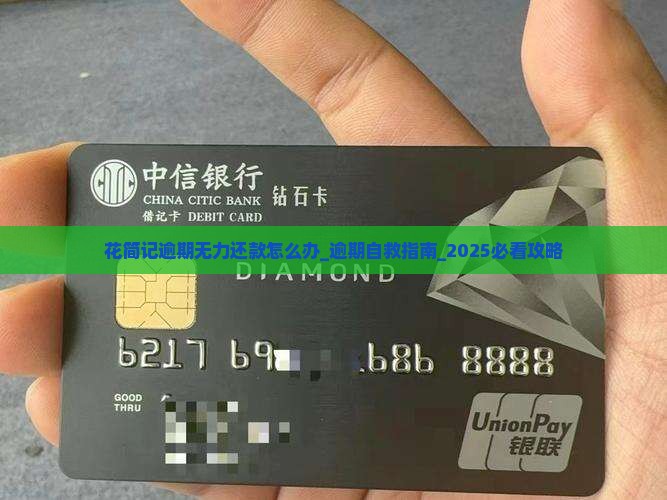 中信银行
CHINA CITIC BANK
钻石卡
借记卡 DEBIT CARD
花简记逾期无力还款怎么办_逾期自救指南_2025必看攻略
DIAMOND
6217 69 686 8888
GOOD
THRU
UnionPay
银联